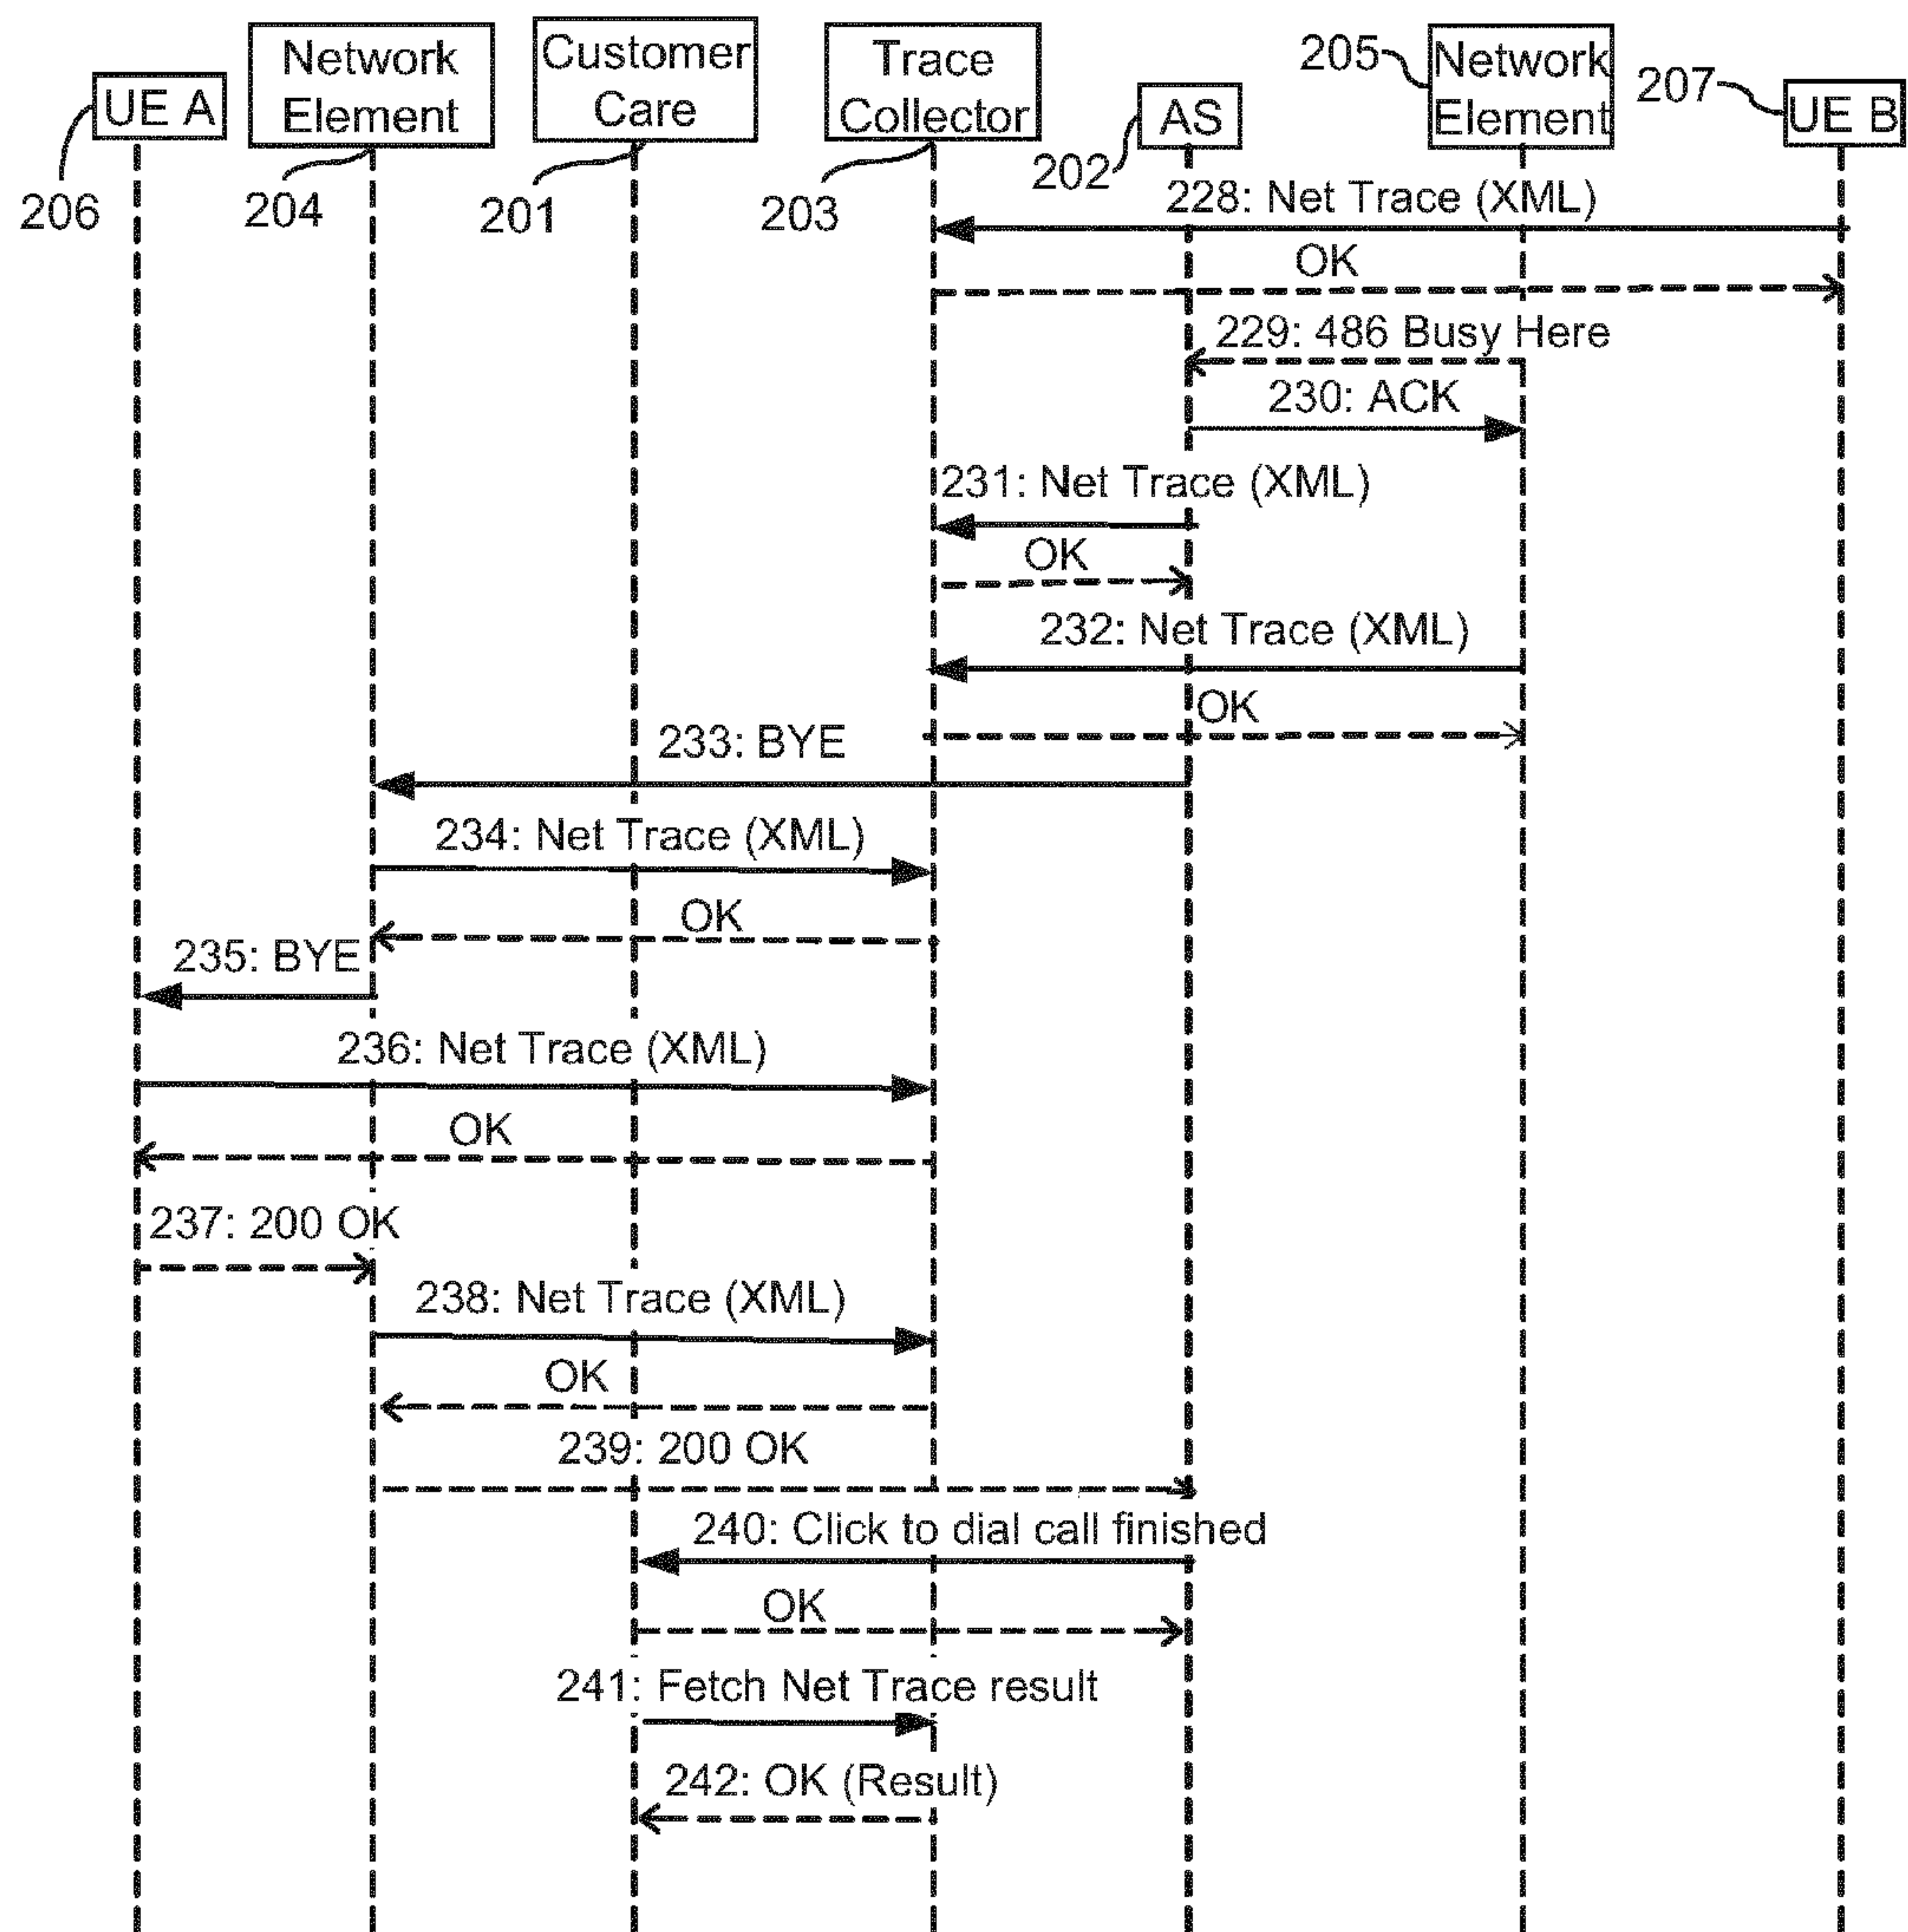 UE A
Network
Element
Customer
Care
Trace
Collector
AS
205
Network
Element
207
UE B
206
204
201
203
202
228: Net Trace (XML)
OK
229: 486 Busy Here
230: ACK
231: Net Trace (XML)
OK
232: Net Trace (XML)
OK
233: BYE
234: Net Trace (XML)
OK
235: BYE
236: Net Trace (XML)
OK
237: 200 OK
238: Net Trace (XML)
OK
239: 200 OK
240: Click to dial call finished
OK
241: Fetch Net Trace result
242: OK (Result)